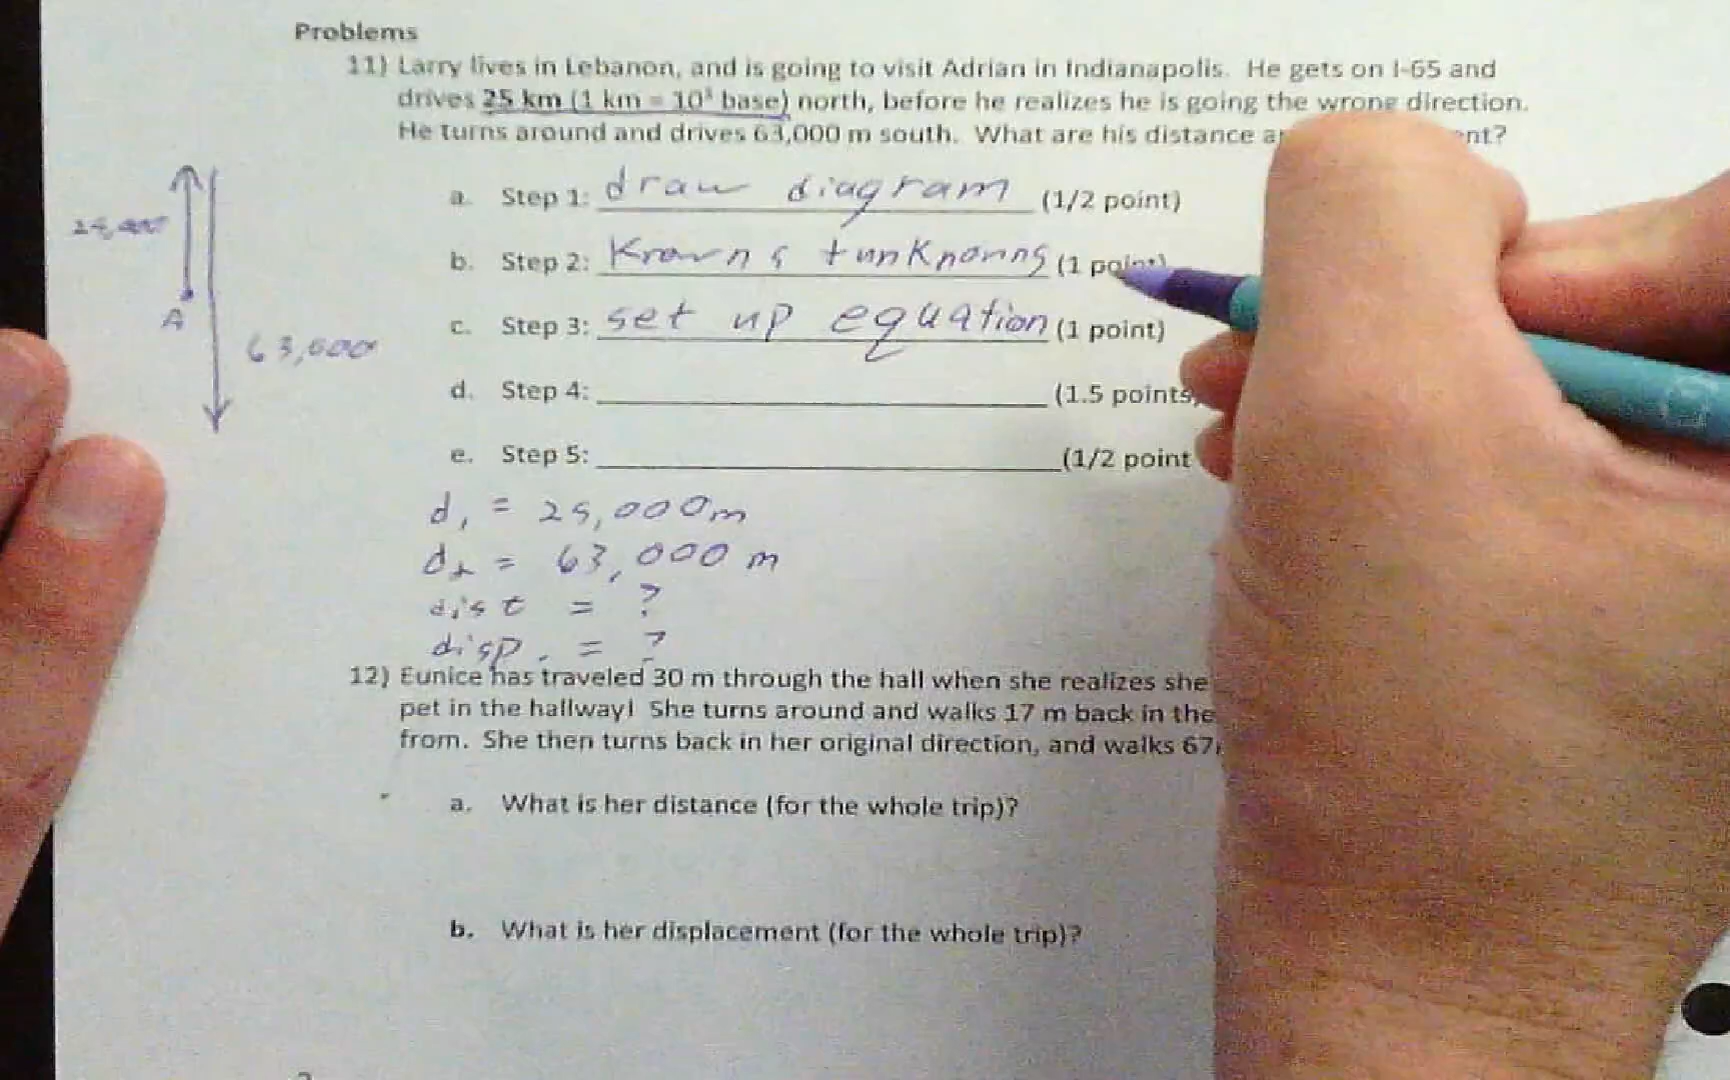 Problems
11) Larry lives in Lebanon, and is going to visit Adrian in Indianapolis. He gets on I-65 and
drives 25 km (1 km = 10³ base) north, before he realizes he is going the wrong direction.
He turns around and drives 63,000 m south. What are his distance a nt?
a. Step 1: draw diagram (1/2 point)
b. Step 2: Knowns + unknowns (1 point)
c. Step 3: set up equation (1 point)
d. Step 4: (1.5 points)
e. Step 5: (1/2 point
25,000
A
63,000
d₁ = 25,000 m
d₂ = 63,000 m
dist = ?
disp. = ?
12) Eunice has traveled 30 m through the hall when she realizes she
pet in the hallway! She turns around and walks 17 m back in the
from. She then turns back in her original direction, and walks 67
a. What is her distance (for the whole trip)?
b. What is her displacement (for the whole trip)?